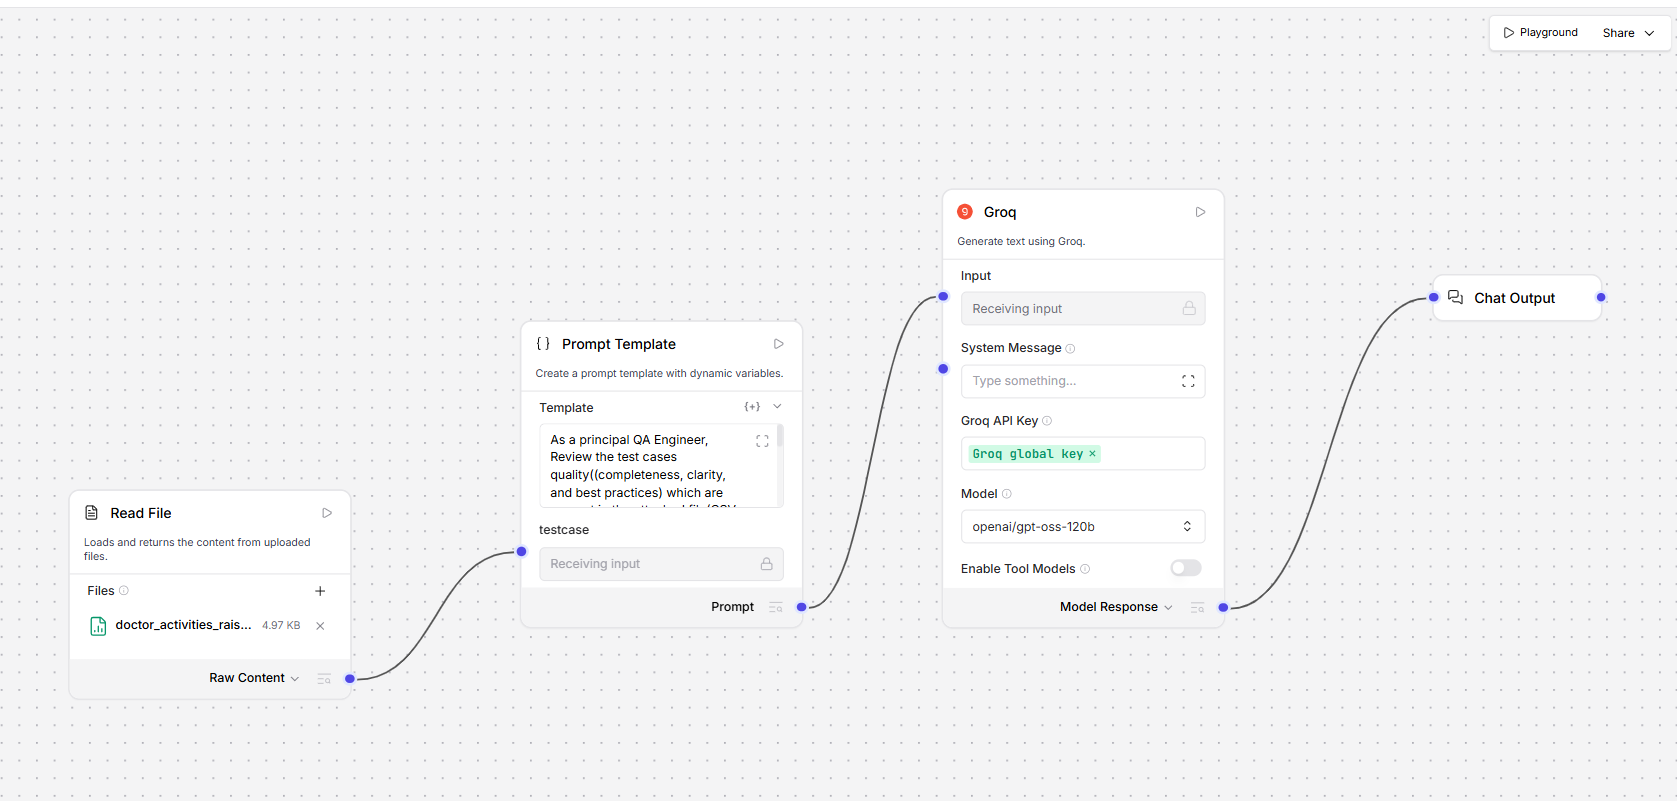 Playground
Share
Read File
Loads and returns the content from uploaded
files.
Files
doctor_activities_rais...
4.97 KB
Raw Content
Prompt Template
Create a prompt template with dynamic variables.
Template
As a principal QA Engineer,
Review the test cases
quality((completeness, clarity,
and best practices) which are
testcase
Receiving input
Prompt
Groq
Generate text using Groq.
Input
Receiving input
System Message
Type something...
Groq API Key
Groq global key ×
Model
openai/gpt-oss-120b
Enable Tool Models
Model Response
Chat Output